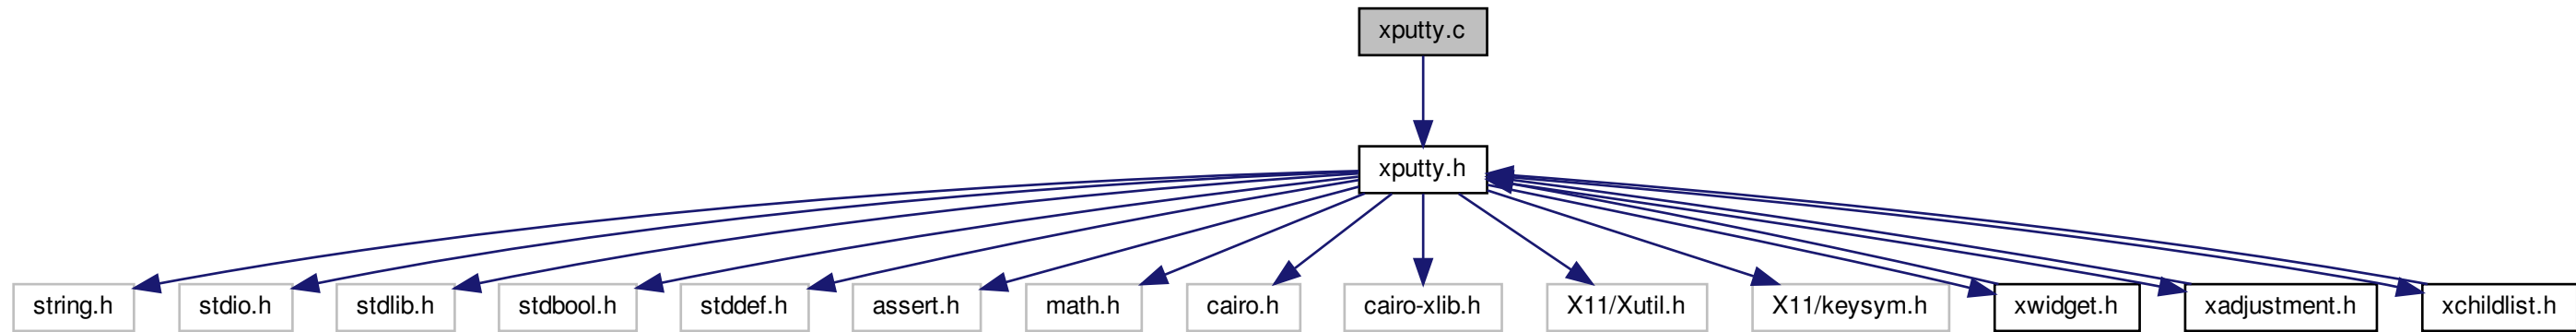 xputty.c
xputty.h
string.h
stdio.h
stdlib.h
stdbool.h
stddef.h
assert.h
math.h
cairo.h
cairo-xlib.h
X11/Xutil.h
X11/keysym.h
xwidget.h
xadjustment.h
xchildlist.h